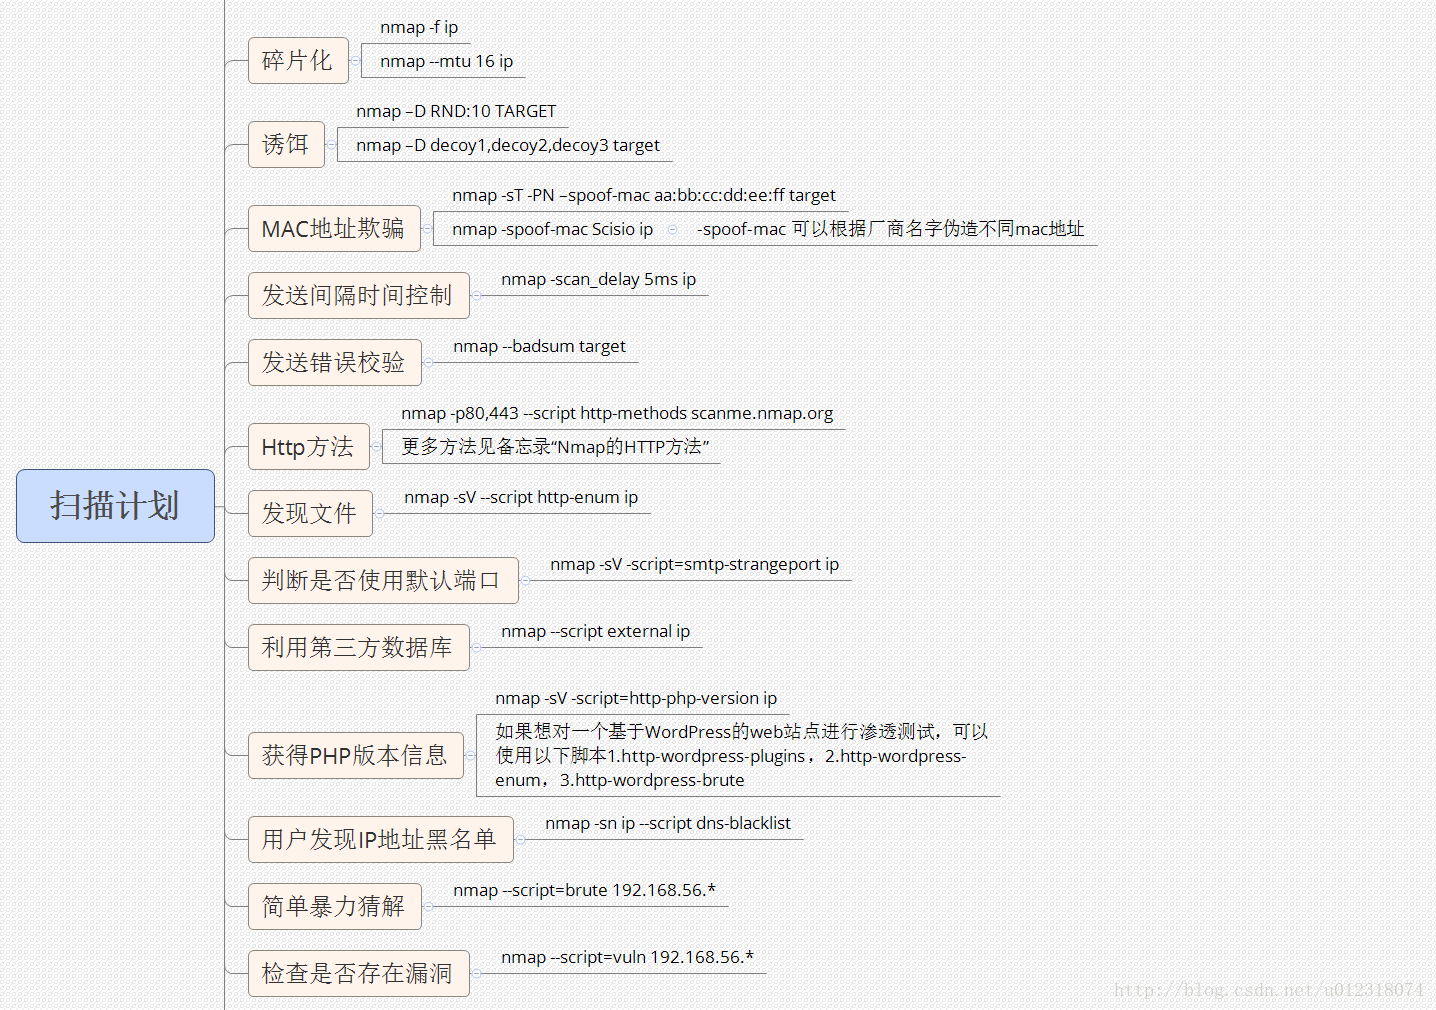 nmap -f ip
碎片化
nmap --mtu 16 ip
nmap –D RND:10 TARGET
诱饵
nmap –D decoy1,decoy2,decoy3 target
nmap -sT -PN –spoof-mac aa:bb:cc:dd:ee:ff target
MAC地址欺骗
nmap -spoof-mac Scisio ip
-spoof-mac 可以根据厂商名字伪造不同mac地址
发送间隔时间控制
nmap -scan_delay 5ms ip
发送错误校验
nmap --badsum target
nmap -p80,443 --script http-methods scanme.nmap.org
Http方法
更多方法见备忘录“Nmap的HTTP方法”
扫描计划
发现文件
nmap -sV --script http-enum ip
判断是否使用默认端口
nmap -sV -script=smtp-strangeport ip
利用第三方数据库
nmap --script external ip
nmap -sV -script=http-php-version ip
获得PHP版本信息
如果想对一个基于WordPress的web站点进行渗透测试，可以
使用以下脚本1.http-wordpress-plugins，2.http-wordpress-
enum，3.http-wordpress-brute
用户发现IP地址黑名单
nmap -sn ip --script dns-blacklist
简单暴力猜解
nmap --script=brute 192.168.56.*
检查是否存在漏洞
nmap --script=vuln 192.168.56.*
http://blog.csdn.net/u012318074